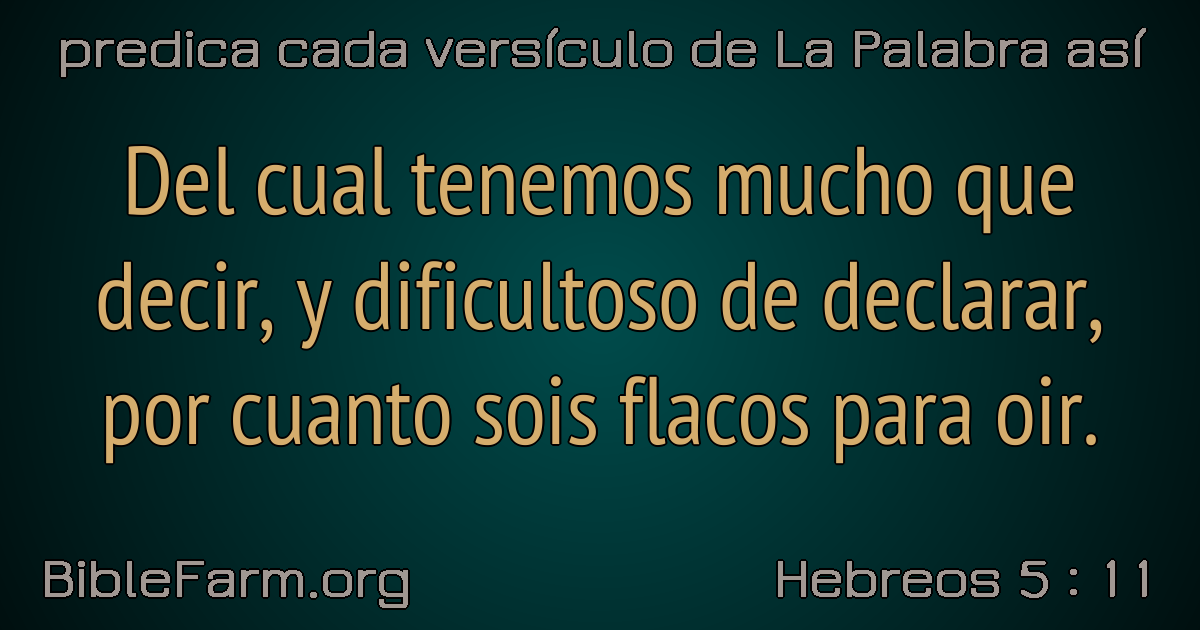 predica cada versículo de La Palabra así
Del cual tenemos mucho que
decir, y dificultoso de declarar,
por cuanto sois flacos para oir.
BibleFarm.org
Hebreos 5 : 11